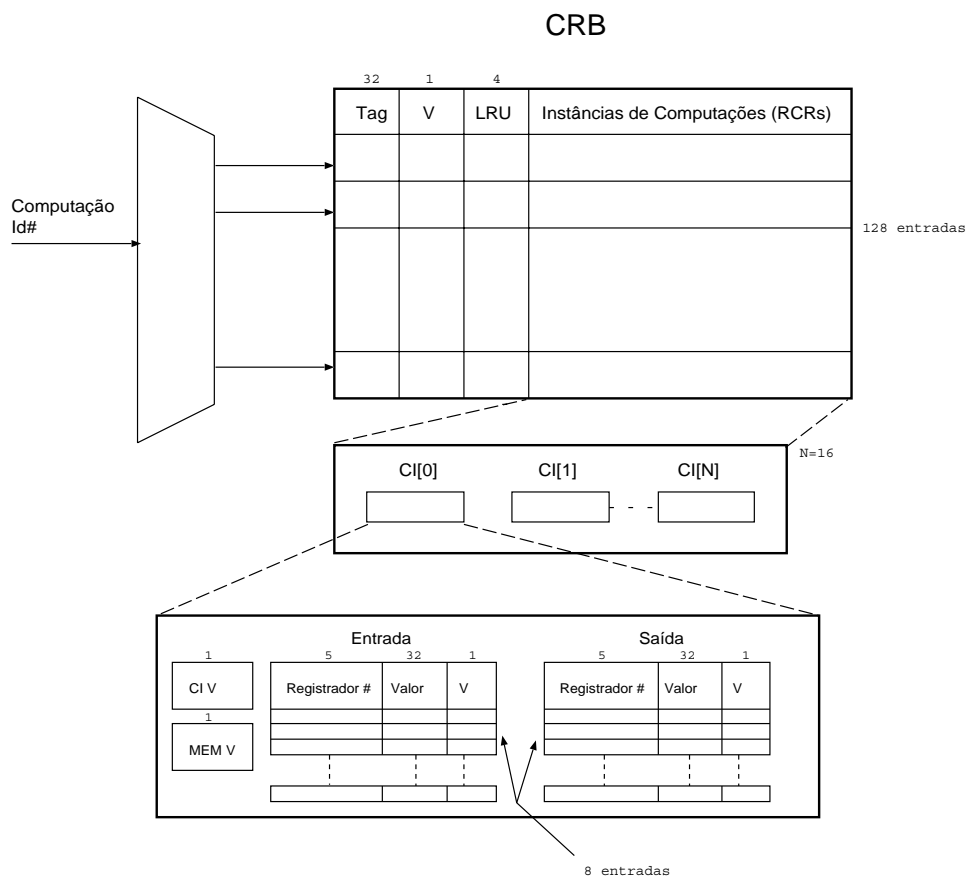 CRB
32 1 4
Tag V LRU Instâncias de Computações (RCRs)
Computação
Id#
128 entradas
N=16
CI[0] CI[1] CI[N]
Entrada Saída
1 5 32 1 5 32 1
CI V Registrador # Valor V Registrador # Valor V
1
MEM V
8 entradas